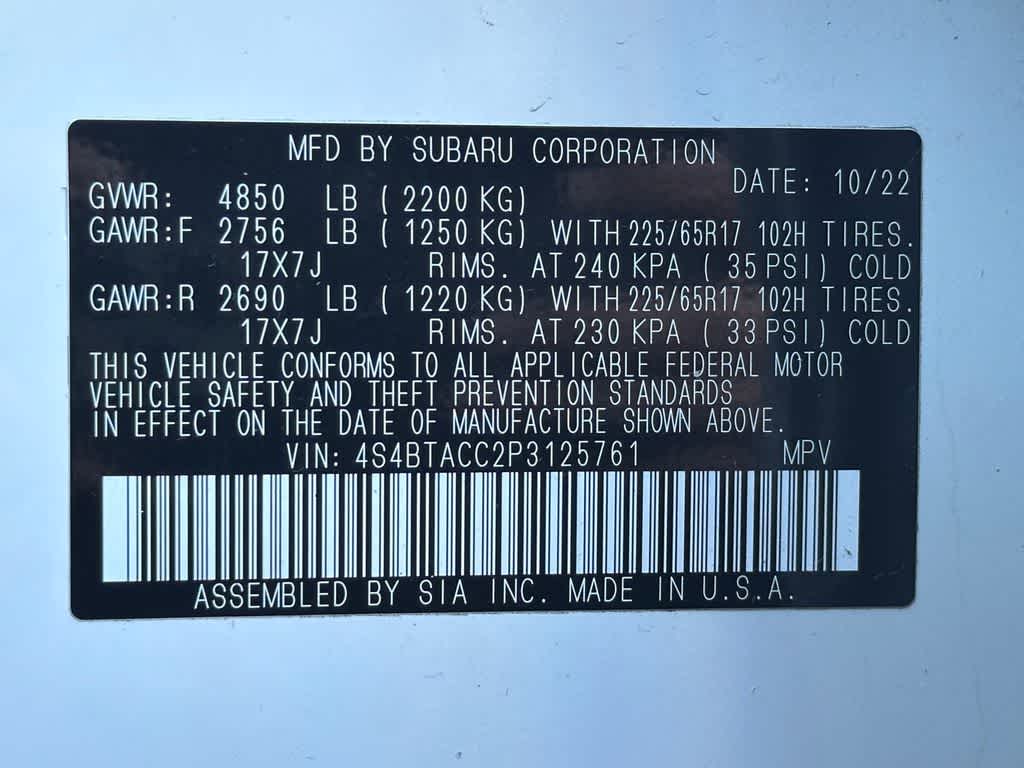 MFD BY SUBARU CORPORATION
DATE: 10/22
GVWR: 4850 LB ( 2200 KG)
GAWR:F 2756 LB ( 1250 KG) WITH 225/65R17 102H TIRES.
17X7J RIMS. AT 240 KPA ( 35 PSI) COLD
GAWR:R 2690 LB ( 1220 KG) WITH 225/65R17 102H TIRES.
17X7J RIMS. AT 230 KPA ( 33 PSI) COLD
THIS VEHICLE CONFORMS TO ALL APPLICABLE FEDERAL MOTOR
VEHICLE SAFETY AND THEFT PREVENTION STANDARDS
IN EFFECT ON THE DATE OF MANUFACTURE SHOWN ABOVE.
VIN: 4S4BTACC2P3125761 MPV
ASSEMBLED BY SIA INC. MADE IN U.S.A.